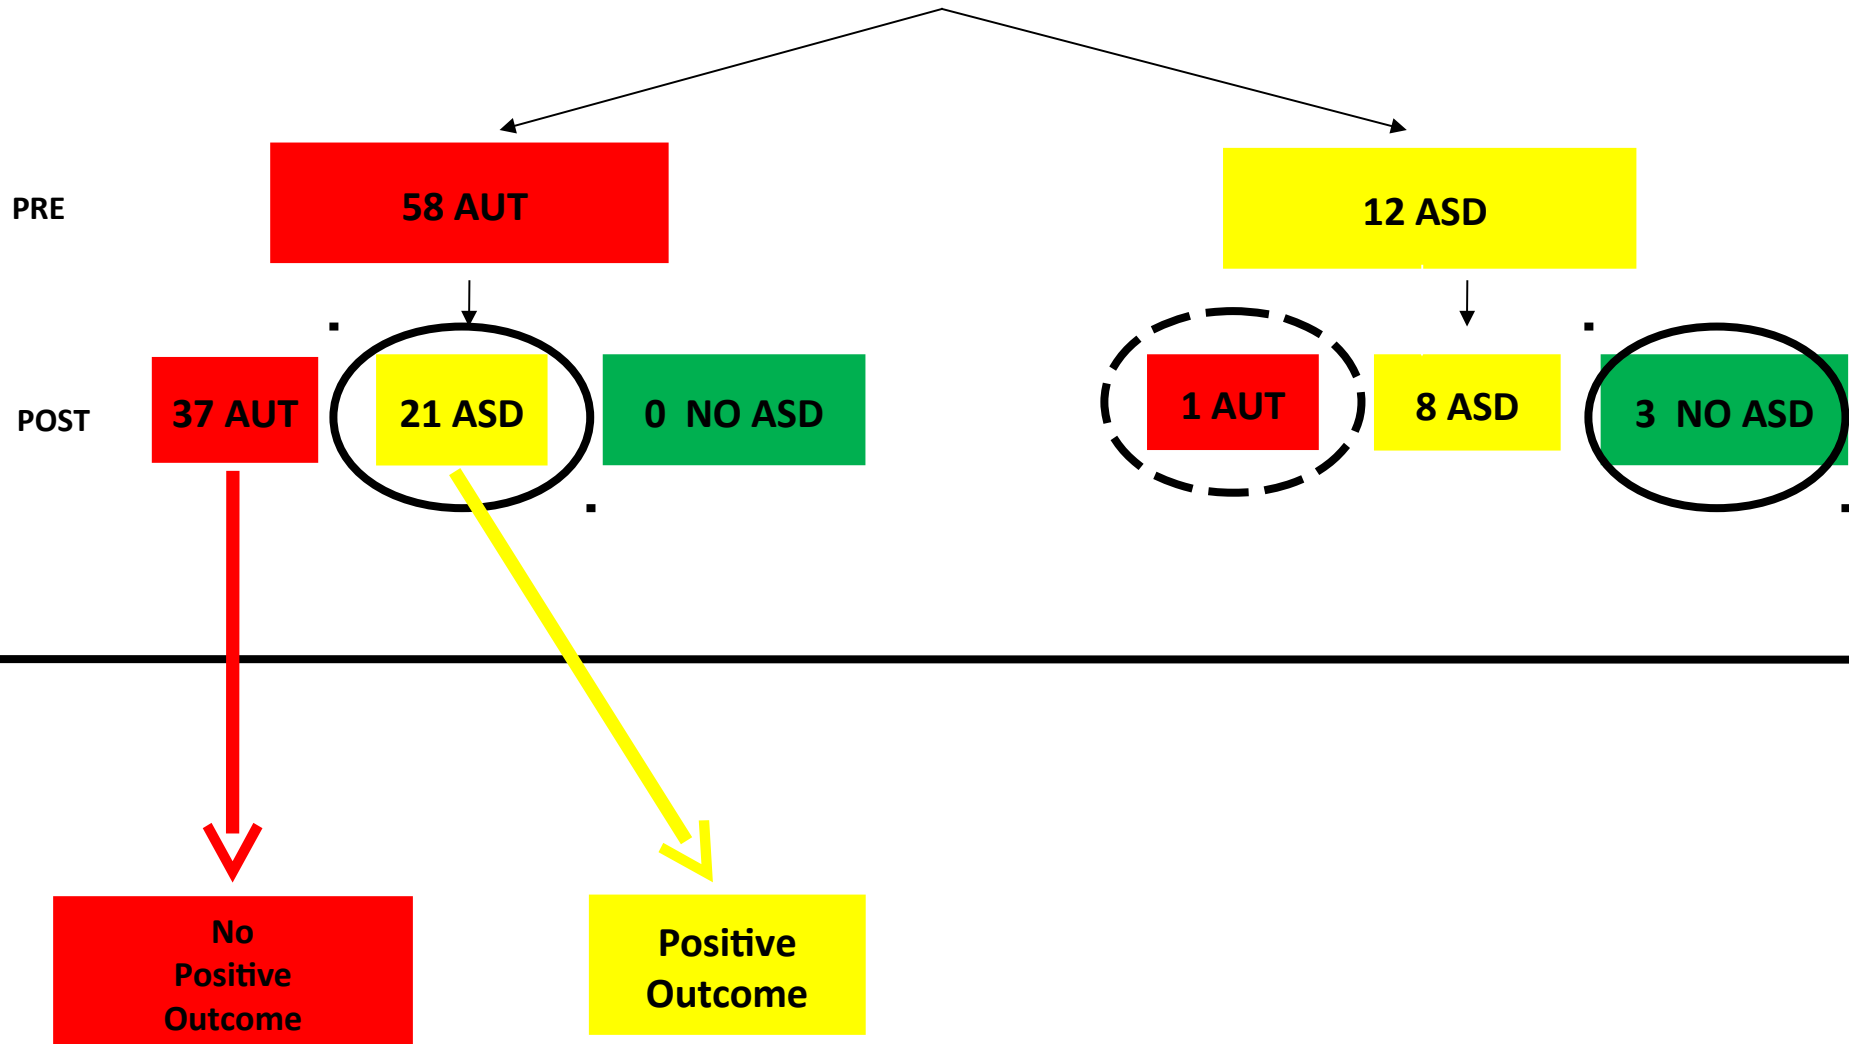 PRE
58 AUT
12 ASD
POST
37 AUT
21 ASD
0 NO ASD
1 AUT
8 ASD
3 NO ASD
No
Positive
Outcome
Positive
Outcome